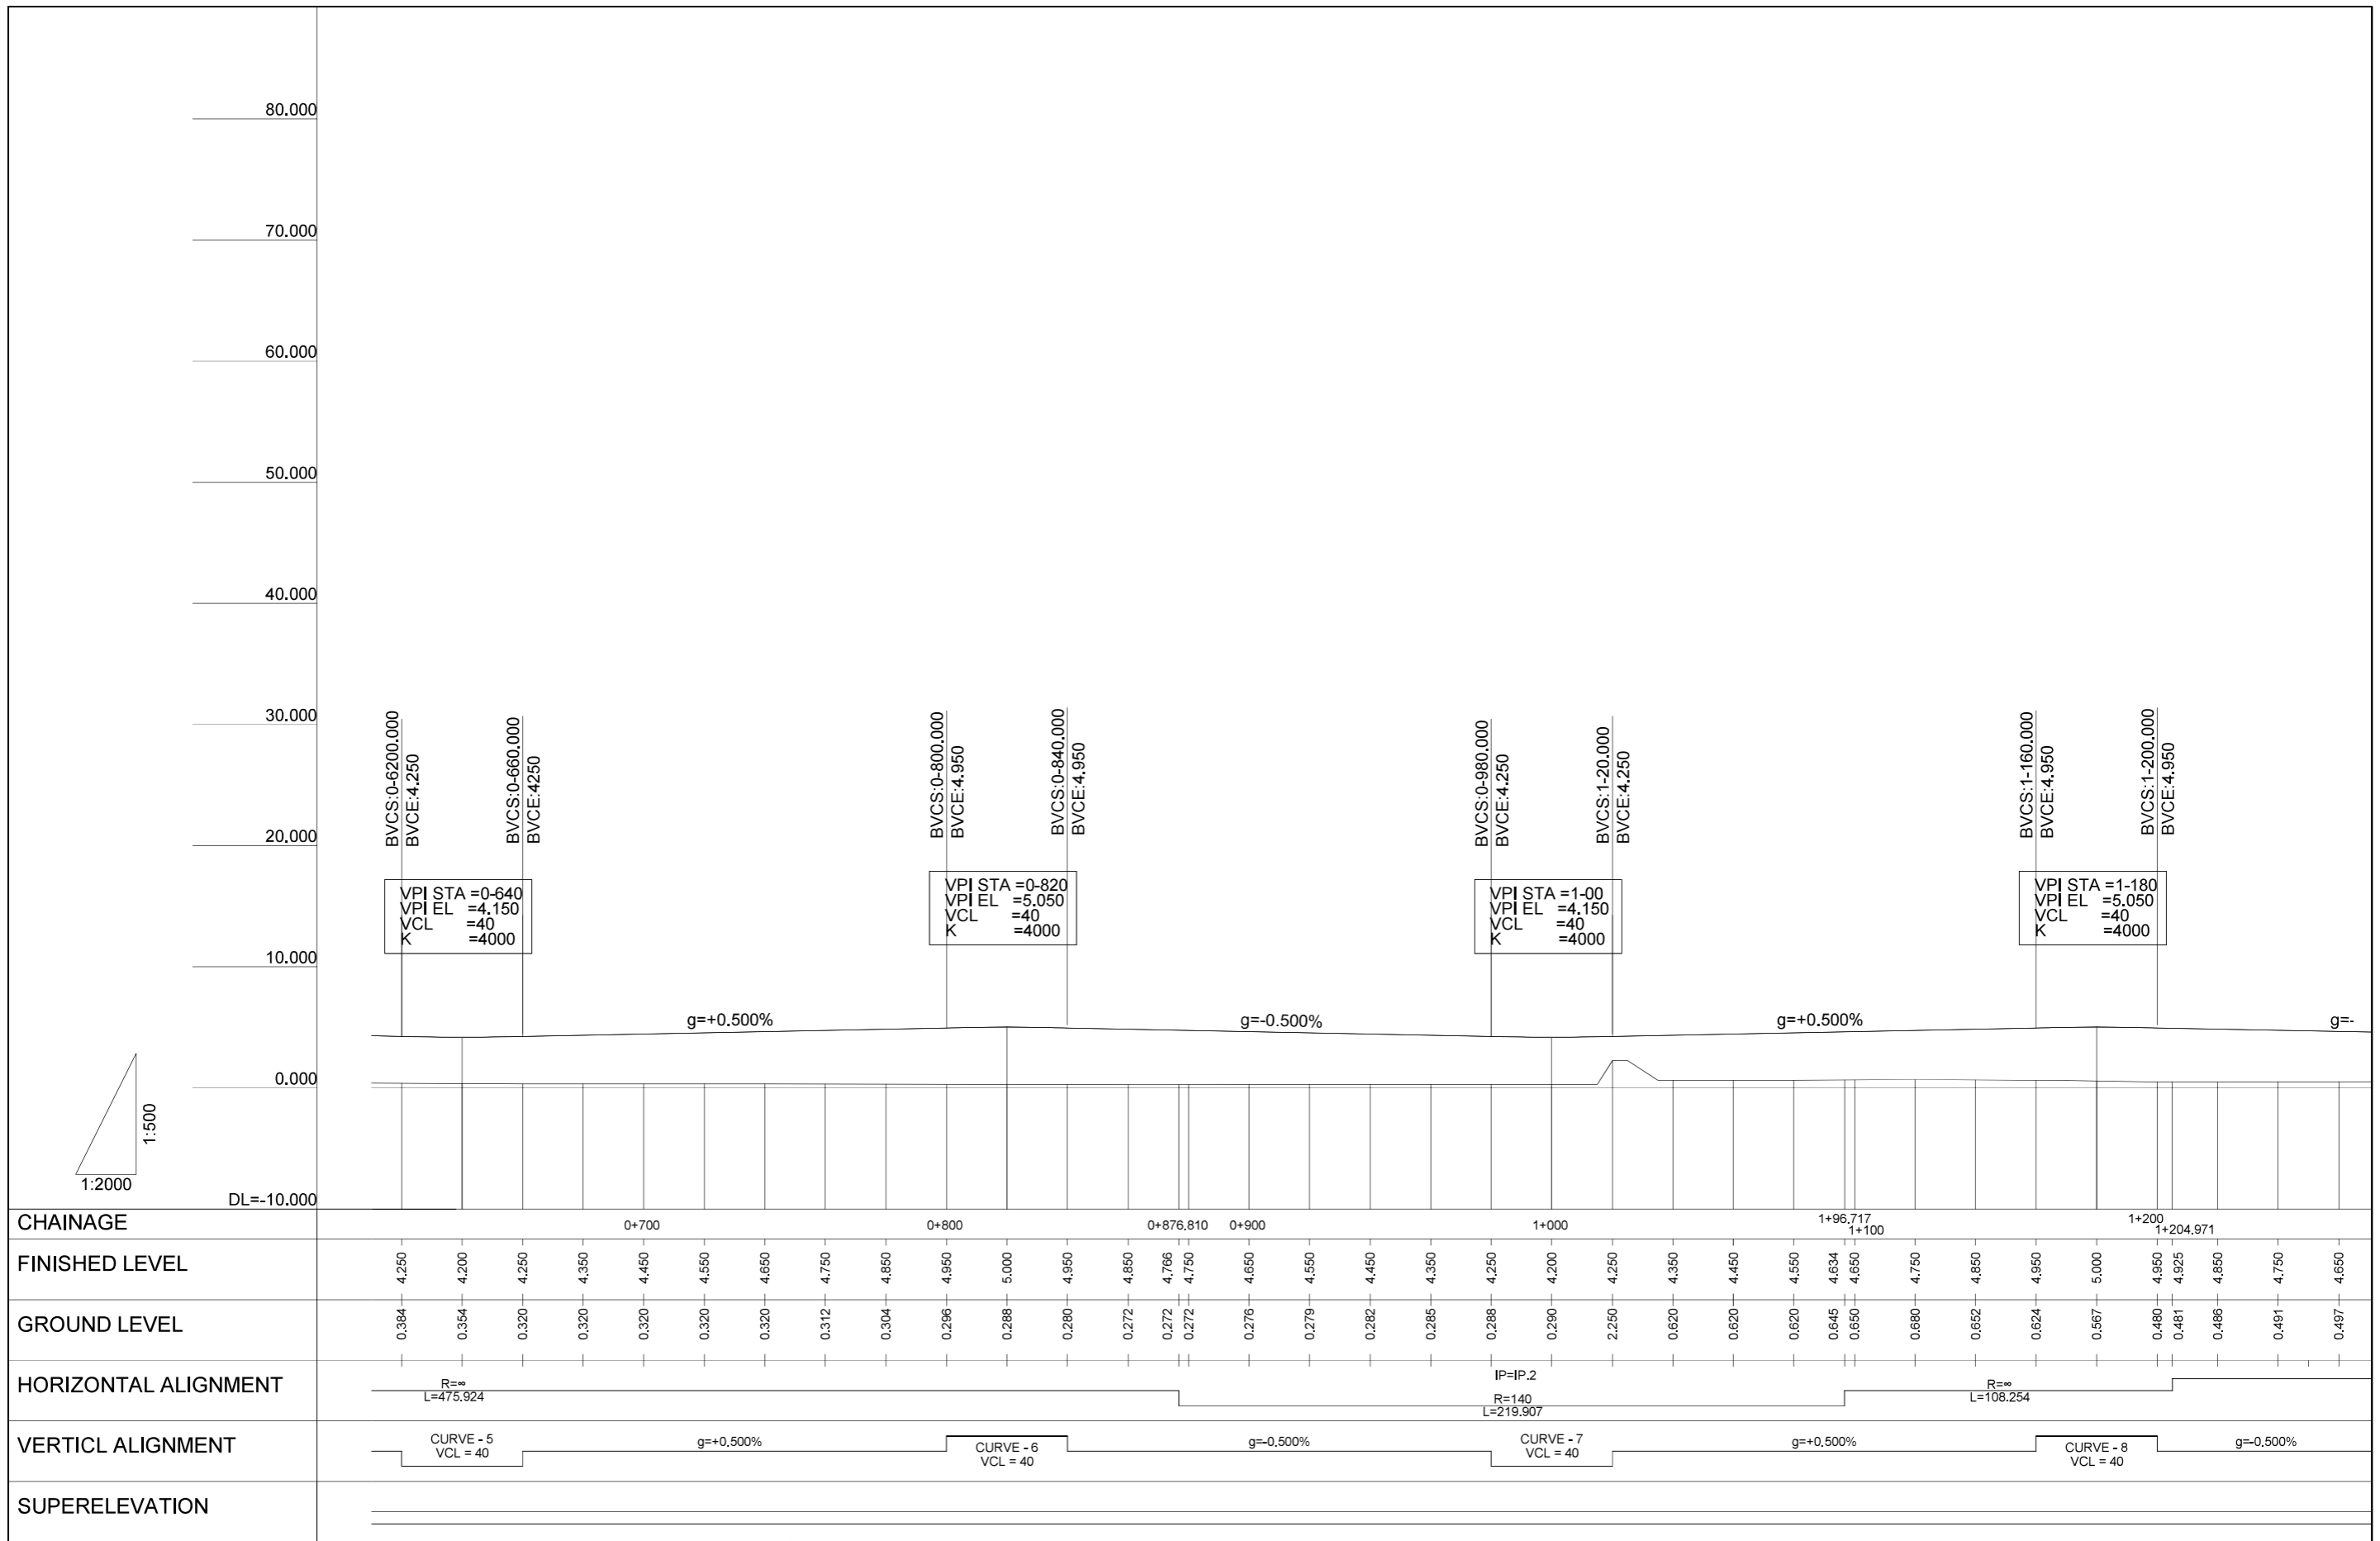 80.000
70.000
60.000
50.000
40.000
30.000
20.000
10.000
0.000
DL=-10.000
1:500
1:2000
BVCS:0-6200.000
BVCE:4.250
BVCS:0-660.000
BVCE:4250
BVCS:0-800.000
BVCE:4.950
BVCS:0-840.000
BVCE:4.950
BVCS:0-980.000
BVCE:4.250
BVCS:1-20.000
BVCE:4.250
BVCS:1-160.000
BVCE:4.950
BVCS:1-200.000
BVCE:4.950
VPI STA =0-640
VPI EL =4.150
VCL =40
K =4000
VPI STA =0-820
VPI EL =5.050
VCL =40
K =4000
VPI STA =1-00
VPI EL =4.150
VCL =40
K =4000
VPI STA =1-180
VPI EL =5.050
VCL =40
K =4000
g=+0.500%
g=-0.500%
g=+0.500%
g=-
CHAINAGE
0+700
0+800
0+876.810
0+900
1+000
1+96.717
1+100
1+200
1+204.971
FINISHED LEVEL
4.250
4.200
4.250
4.350
4.450
4.550
4.650
4.750
4.850
4.950
5.000
4.950
4.850
4.766
4.750
4.650
4.550
4.450
4.350
4.250
4.200
4.250
4.350
4.450
4.550
4.634
4.650
4.750
4.850
4.950
5.000
4.950
4.925
4.850
4.750
4.650
GROUND LEVEL
0.384
0.354
0.320
0.320
0.320
0.320
0.320
0.312
0.304
0.296
0.288
0.280
0.272
0.272
0.272
0.276
0.279
0.282
0.285
0.288
0.290
2.250
0.620
0.620
0.620
0.645
0.650
0.680
0.652
0.624
0.567
0.480
0.481
0.486
0.491
0.497
HORIZONTAL ALIGNMENT
R=∞
L=475.924
IP=IP.2
R=140
L=219.907
R=∞
L=108.254
VERTICL ALIGNMENT
CURVE - 5
VCL = 40
g=+0.500%
CURVE - 6
VCL = 40
g=-0.500%
CURVE - 7
VCL = 40
g=+0.500%
CURVE - 8
VCL = 40
g=-0.500%
SUPERELEVATION